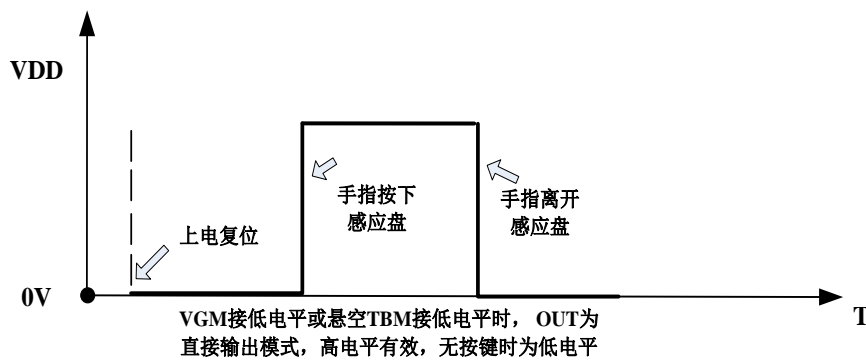 VDD
手指按下
感应盘
手指离开
感应盘
上电复位
0V
T
VGM接低电平或悬空TBM接低电平时， OUT为
直接输出模式，高电平有效，无按键时为低电平